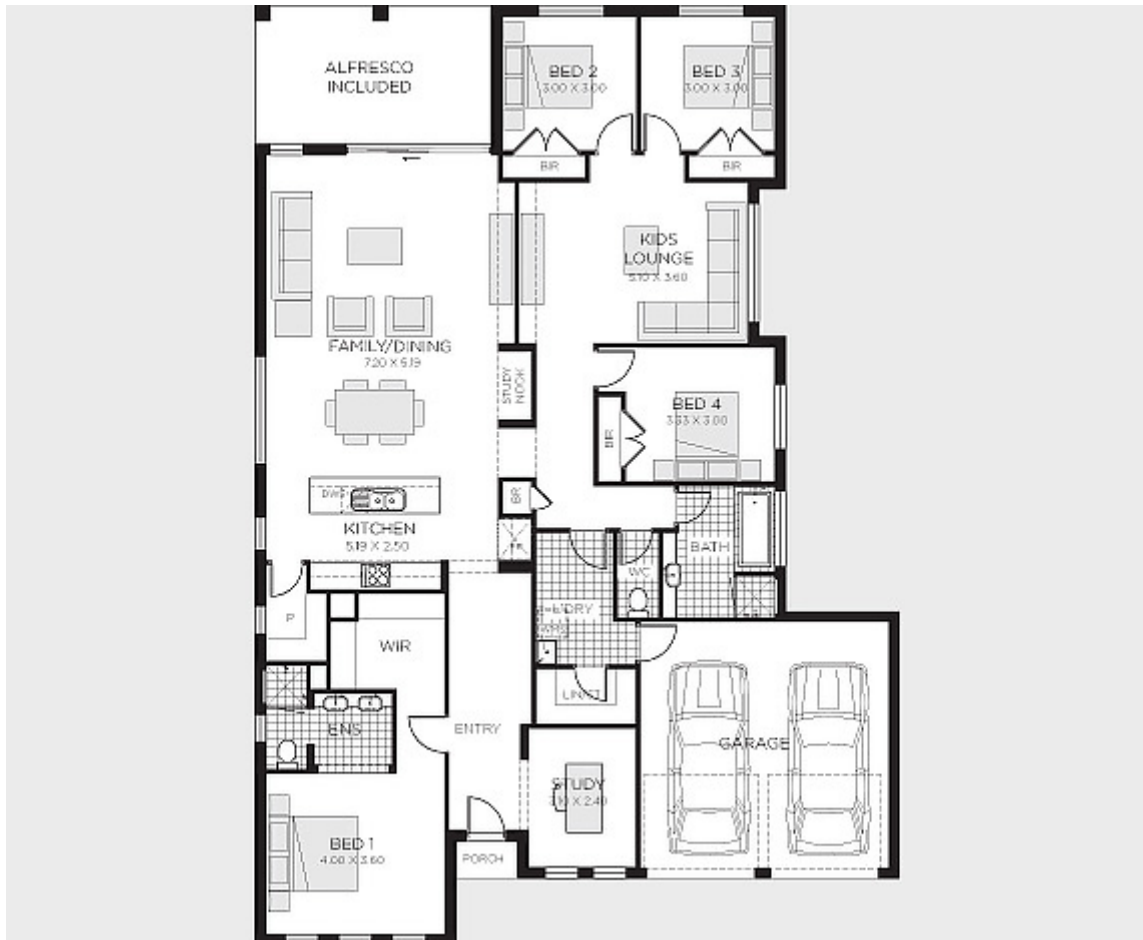 ALFRESCO
INCLUDED
BED 2
3.00 X 3.00
BED 3
3.00 X 3.00
BIR
BIR
KIDS
LOUNGE
5.10 X 3.60
FAMILY/DINING
7.20 X 5.19
STUDY
NOOK
BED 4
3.33 X 3.00
BIR
DW
BR
KITCHEN
5.19 X 2.50
FR
BATH
WC
L'DRY
P
WIR
LINEN
ENS
ENTRY
GARAGE
STUDY
3.10 X 2.40
BED 1
4.00 X 3.60
PORCH